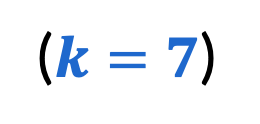 (k = 7)